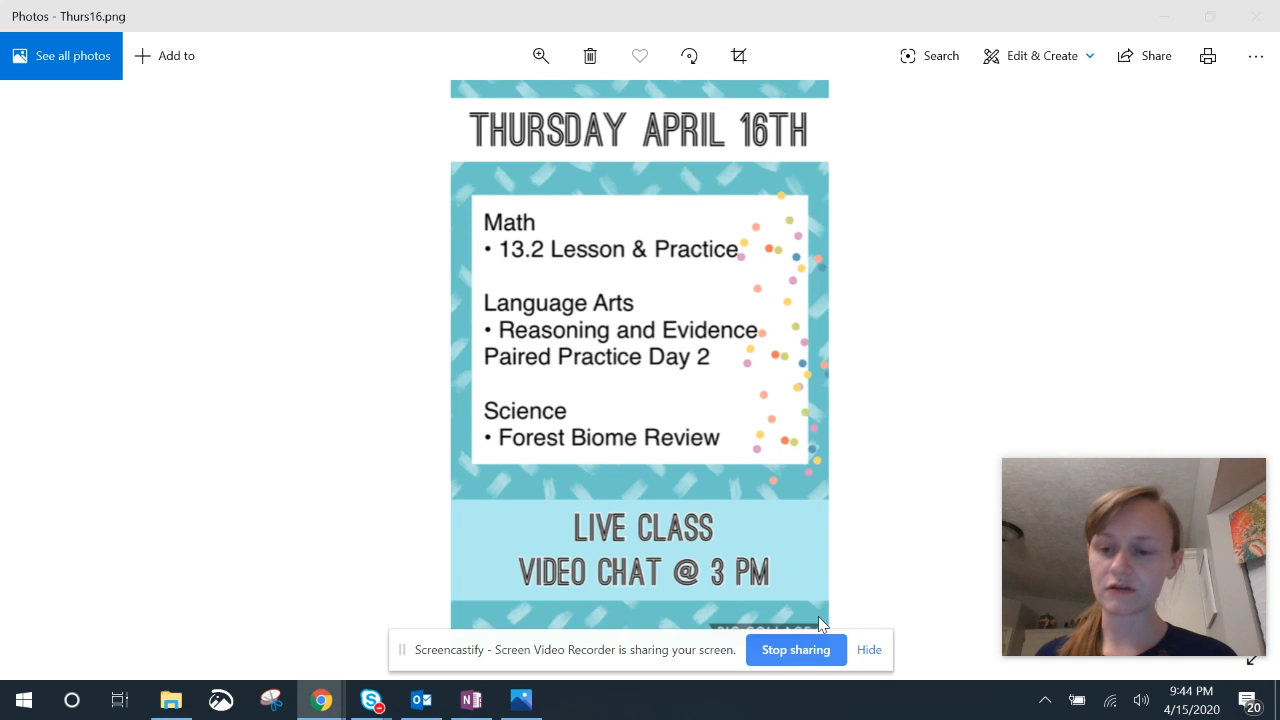 Photos - Thurs16.png
See all photos
Add to
Search
Edit & Create
Share
THURSDAY APRIL 16TH
Math
• 13.2 Lesson & Practice
Language Arts
• Reasoning and Evidence
Paired Practice Day 2
Science
• Forest Biome Review
LIVE CLASS
VIDEO CHAT @ 3 PM
PIC COLLAGE
Screencastify - Screen Video Recorder is sharing your screen.
Stop sharing
Hide
9:44 PM
4/15/2020
20